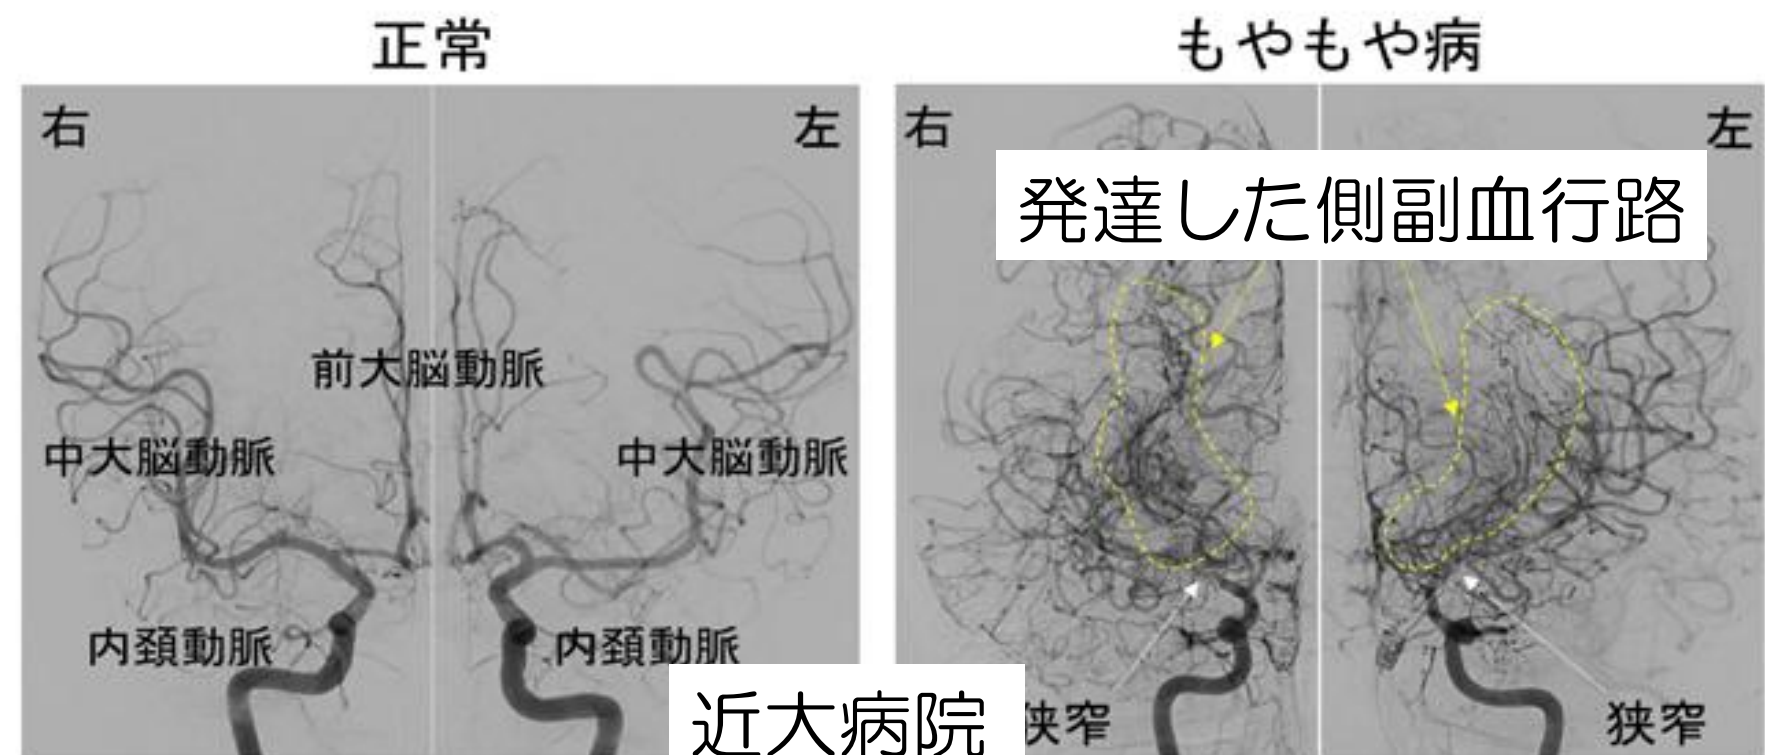 正常
右
左
前大脳動脈
中大脳動脈
中大脳動脈
内頚動脈
内頚動脈
もやもや病
右
左
発達した側副血行路
狭窄
狭窄
近大病院